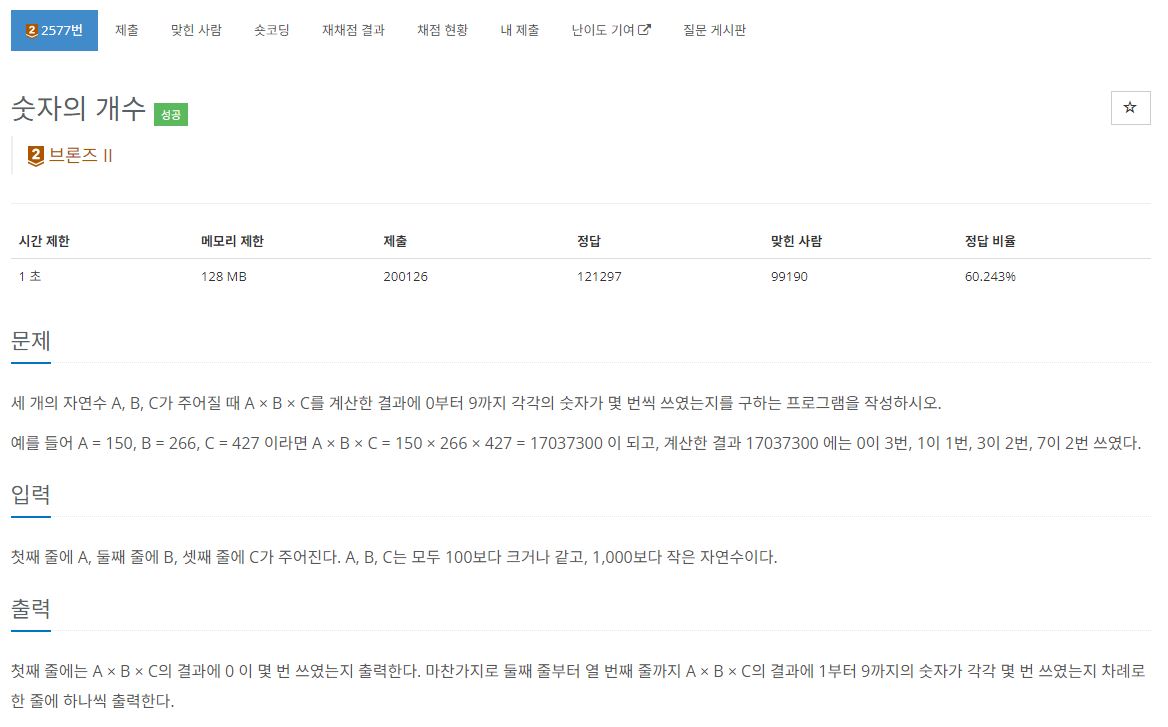 2 2577번 제출 맞힌 사람 숏코딩 재채점 결과 채점 현황 내 제출 난이도 기여 질문 게시판
숫자의 개수 성공
2 브론즈 II
시간 제한 메모리 제한 제출 정답 맞힌 사람 정답 비율
1 초 128 MB 200126 121297 99190 60.243%
문제
세 개의 자연수 A, B, C가 주어질 때 A × B × C를 계산한 결과에 0부터 9까지 각각의 숫자가 몇 번씩 쓰였는지를 구하는 프로그램을 작성하시오.
예를 들어 A = 150, B = 266, C = 427 이라면 A × B × C = 150 × 266 × 427 = 17037300 이 되고, 계산한 결과 17037300 에는 0이 3번, 1이 1번, 3이 2번, 7이 2번 쓰였다.
입력
첫째 줄에 A, 둘째 줄에 B, 셋째 줄에 C가 주어진다. A, B, C는 모두 100보다 크거나 같고, 1,000보다 작은 자연수이다.
출력
첫째 줄에는 A × B × C의 결과에 0 이 몇 번 쓰였는지 출력한다. 마찬가지로 둘째 줄부터 열 번째 줄까지 A × B × C의 결과에 1부터 9까지의 숫자가 각각 몇 번 쓰였는지 차례로
한 줄에 하나씩 출력한다.